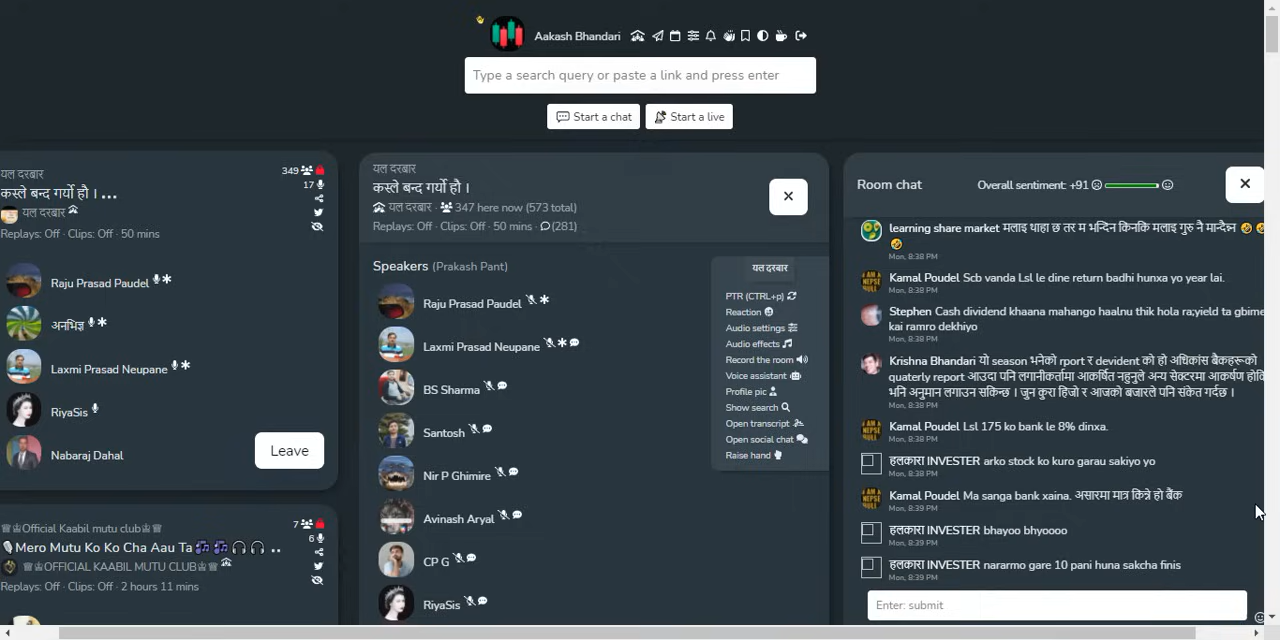 Aakash Bhandari
Type a search query or paste a link and press enter
Start a chat
Start a live
यल दरबार
349
कस्ले बन्द गर्यो हौ । ...
17
यल दरबार
Replays: Off · Clips: Off · 50 mins
Raju Prasad Paudel
अनभिज्ञ
Laxmi Prasad Neupane
RiyaSis
Nabaraj Dahal
Leave
♕♔Official Kaabil mutu club♔♕
7
Mero Mutu Ko Ko Cha Aau Ta ..
6
♕♔OFFICIAL KAABIL MUTU CLUB♔♕
Replays: Off · Clips: Off · 2 hours 11 mins
यल दरबार
कस्ले बन्द गर्यो हौ ।
यल दरबार · 347 here now (573 total)
Replays: Off · Clips: Off · 50 mins · (281)
Speakers (Prakash Pant)
Raju Prasad Paudel
Laxmi Prasad Neupane
BS Sharma
Santosh
Nir P Ghimire
Avinash Aryal
CP G
RiyaSis
यल दरबार
PTR (CTRL+p)
Reaction
Audio settings
Audio effects
Record the room
Voice assistant
Profile pic
Show search
Open transcript
Open social chat
Raise hand
Room chat
Overall sentiment: +91
learning share market मलाइ थाहा छ तर म भन्दिन किनकि मलाइ गुरु नै मान्दैन्न 🤣🤣
🤣
Mon, 8:38 PM
Kamal Poudel Scb vanda Lsl le dine return badhi hunxa yo year lai.
Mon, 8:38 PM
Stephen Cash dividend khaana mahango haalnu thik hola ra;yield ta gbime
kai ramro dekhiyo
Mon, 8:38 PM
Krishna Bhandari यो season भनेको rport र devident को हो अधिकांस बैकहरूको
quaterly report आउदा पनि लगानीकर्तामा आकर्षित नहुनुले अन्य सेक्टरमा आकर्षण होकि
भनि अनुमान लगाउन सकिन्छ । जुन कुरा हिजो र आजको बजारले पनि संकेत गर्दछ ।
Mon, 8:38 PM
Kamal Poudel Lsl 175 ko bank le 8% dinxa.
Mon, 8:38 PM
हलकारा INVESTER arko stock ko kuro garau sakiyo yo
Mon, 8:38 PM
Kamal Poudel Ma sanga bank xaina. असारमा मात्र किन्ने हो बैंक
Mon, 8:39 PM
हलकारा INVESTER bhayoo bhyoooo
Mon, 8:39 PM
हलकारा INVESTER nararmo gare 10 pani huna sakcha finis
Mon, 8:39 PM
Enter: submit